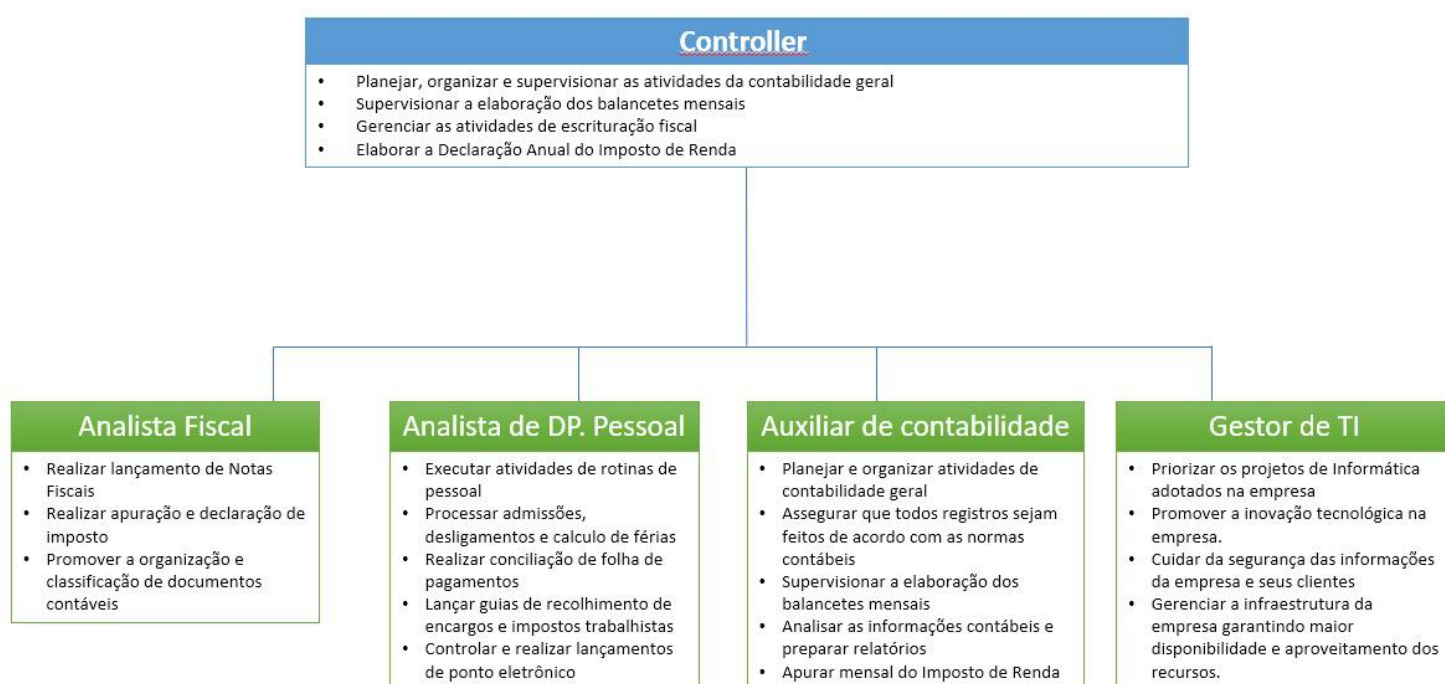 Controller
• Planejar, organizar e supervisionar as atividades da contabilidade geral
• Supervisionar a elaboração dos balancetes mensais
• Gerenciar as atividades de escrituração fiscal
• Elaborar a Declaração Anual do Imposto de Renda
Analista Fiscal
• Realizar lançamento de Notas
Fiscais
• Realizar apuração e declaração de
imposto
• Promover a organização e
classificação de documentos
contáveis
Analista de DP. Pessoal
• Executar atividades de rotinas de
pessoal
• Processar admissões,
desligamentos e calculo de férias
• Realizar conciliação de folha de
pagamentos
• Lançar guias de recolhimento de
encargos e impostos trabalhistas
• Controlar e realizar lançamentos
de ponto eletrônico
Auxiliar de contabilidade
• Planejar e organizar atividades de
contabilidade geral
• Assegurar que todos registros sejam
feitos de acordo com as normas
contábeis
• Supervisionar a elaboração dos
balancetes mensais
• Analisar as informações contábeis e
preparar relatórios
• Apurar mensal do Imposto de Renda
Gestor de TI
• Priorizar os projetos de Informática
adotados na empresa
• Promover a inovação tecnológica na
empresa.
• Cuidar da segurança das informações
da empresa e seus clientes
• Gerenciar a infraestrutura da
empresa garantindo maior
disponibilidade e aproveitamento dos
recursos.